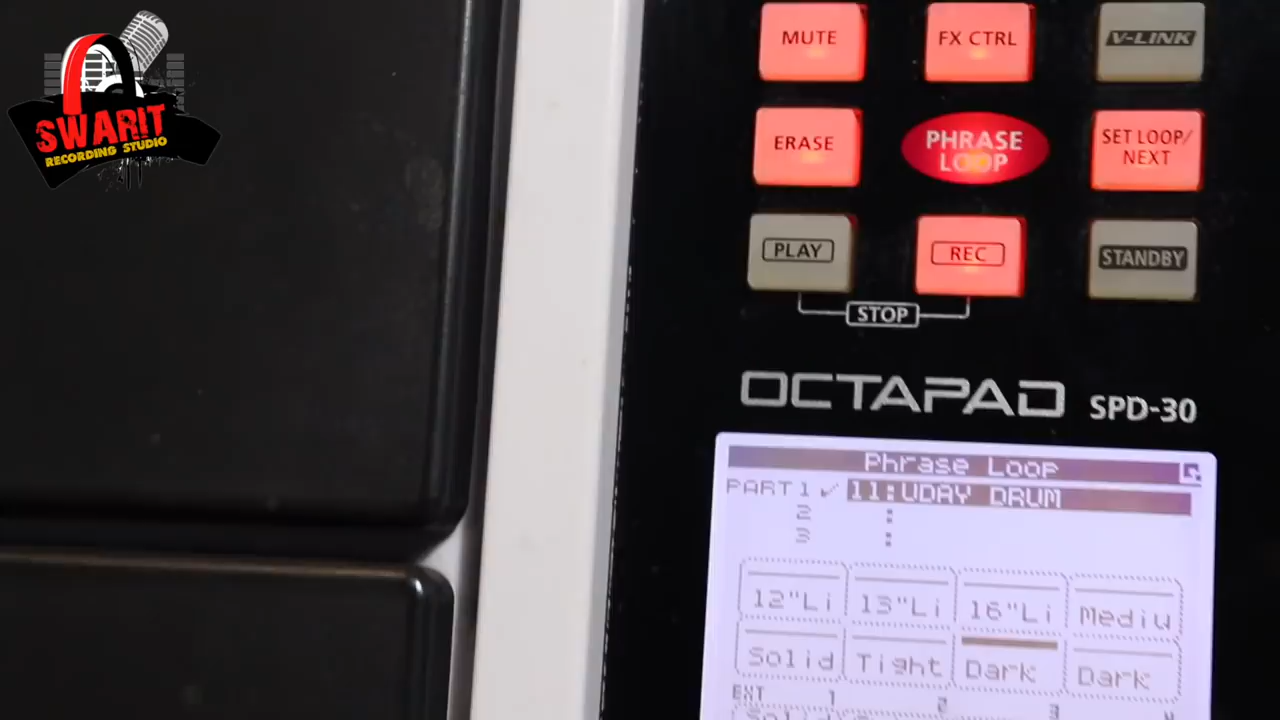 SWARIT
RECORDING STUDIO
MUTE
FX CTRL
V-LINK
ERASE
PHRASE
LOOP
SET LOOP/
NEXT
PLAY
REC
STANDBY
STOP
OCTAPAD SPD-30
Phrase Loop
PART 1 ✓ 11:UDAY DRUM
2 :
3 :
12"Li 13"Li 16"Li Mediu
Solid Tight Dark Dark
EXT 1 2 3 4